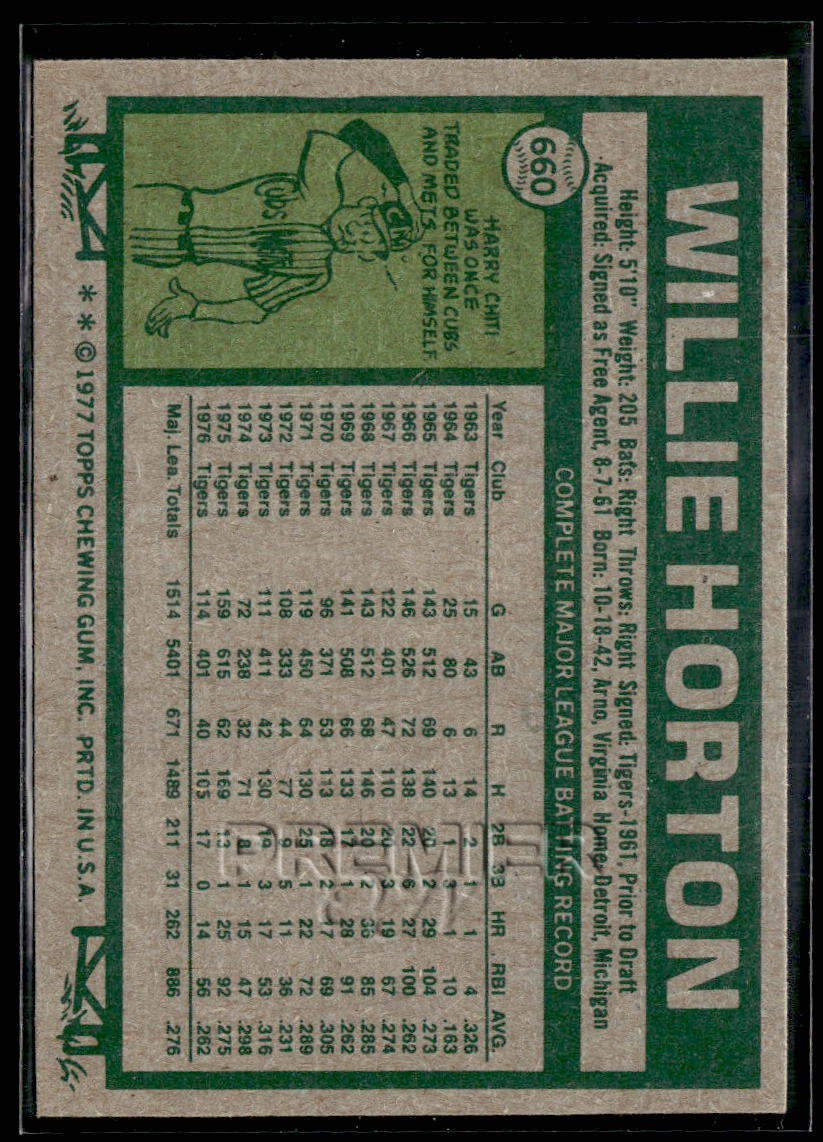 WILLIE HORTON
660
Height: 5'10" Weight: 205 Bats: Right Throws: Right Signed: Tigers-1961, Prior to Draft
Acquired: Signed as Free Agent, 8-7-61 Born: 10-18-42, Arno, Virginia Home: Detroit, Michigan
HARRY CHITI
WAS ONCE
TRADED BETWEEN CUBS
AND METS, FOR HIMSELF
CM
Cubs
METS
COMPLETE MAJOR LEAGUE BATTING RECORD
Year Club G AB R H 2B 3B HR RBI AVG.
1963 Tigers 15 43 6 14 2 1 1 4 .326
1964 Tigers 25 80 6 13 1 3 1 10 .163
1965 Tigers 143 512 69 140 20 2 29 104 .273
1966 Tigers 146 526 72 138 22 6 27 100 .262
1967 Tigers 122 401 47 110 20 3 19 67 .274
1968 Tigers 143 512 68 146 20 2 36 85 .285
1969 Tigers 141 508 66 133 17 1 28 91 .262
1970 Tigers 96 371 53 113 18 2 17 69 .305
1971 Tigers 119 450 64 130 25 1 22 72 .289
1972 Tigers 108 333 44 77 9 5 11 36 .231
1973 Tigers 111 411 42 130 19 3 17 53 .316
1974 Tigers 72 238 32 71 8 1 15 47 .298
1975 Tigers 159 615 62 169 13 1 25 92 .275
1976 Tigers 114 401 40 105 17 0 14 56 .262
Maj. Lea. Totals 1514 5401 671 1489 211 31 262 886 .276
* * © 1977 TOPPS CHEWING GUM, INC. PRTD. IN U.S.A.
PREMIER